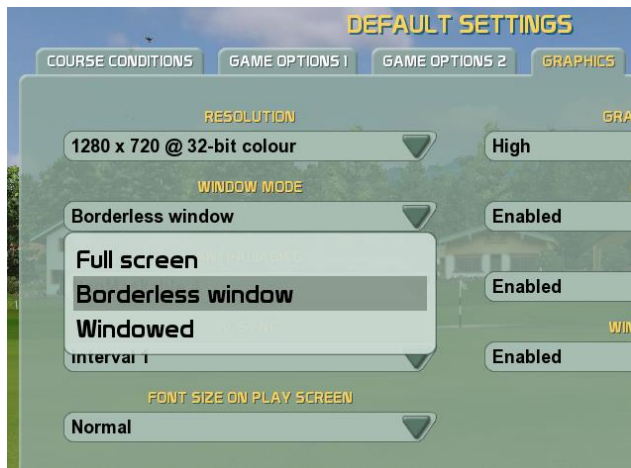 DEFAULT SETTINGS
COURSE CONDITIONS
GAME OPTIONS 1
GAME OPTIONS 2
GRAPHICS
RESOLUTION
1280 x 720 @ 32-bit colour
High
WINDOW MODE
Borderless window
Enabled
Full screen
Borderless window
Windowed
Enabled
Interval 1
Enabled
FONT SIZE ON PLAY SCREEN
Normal